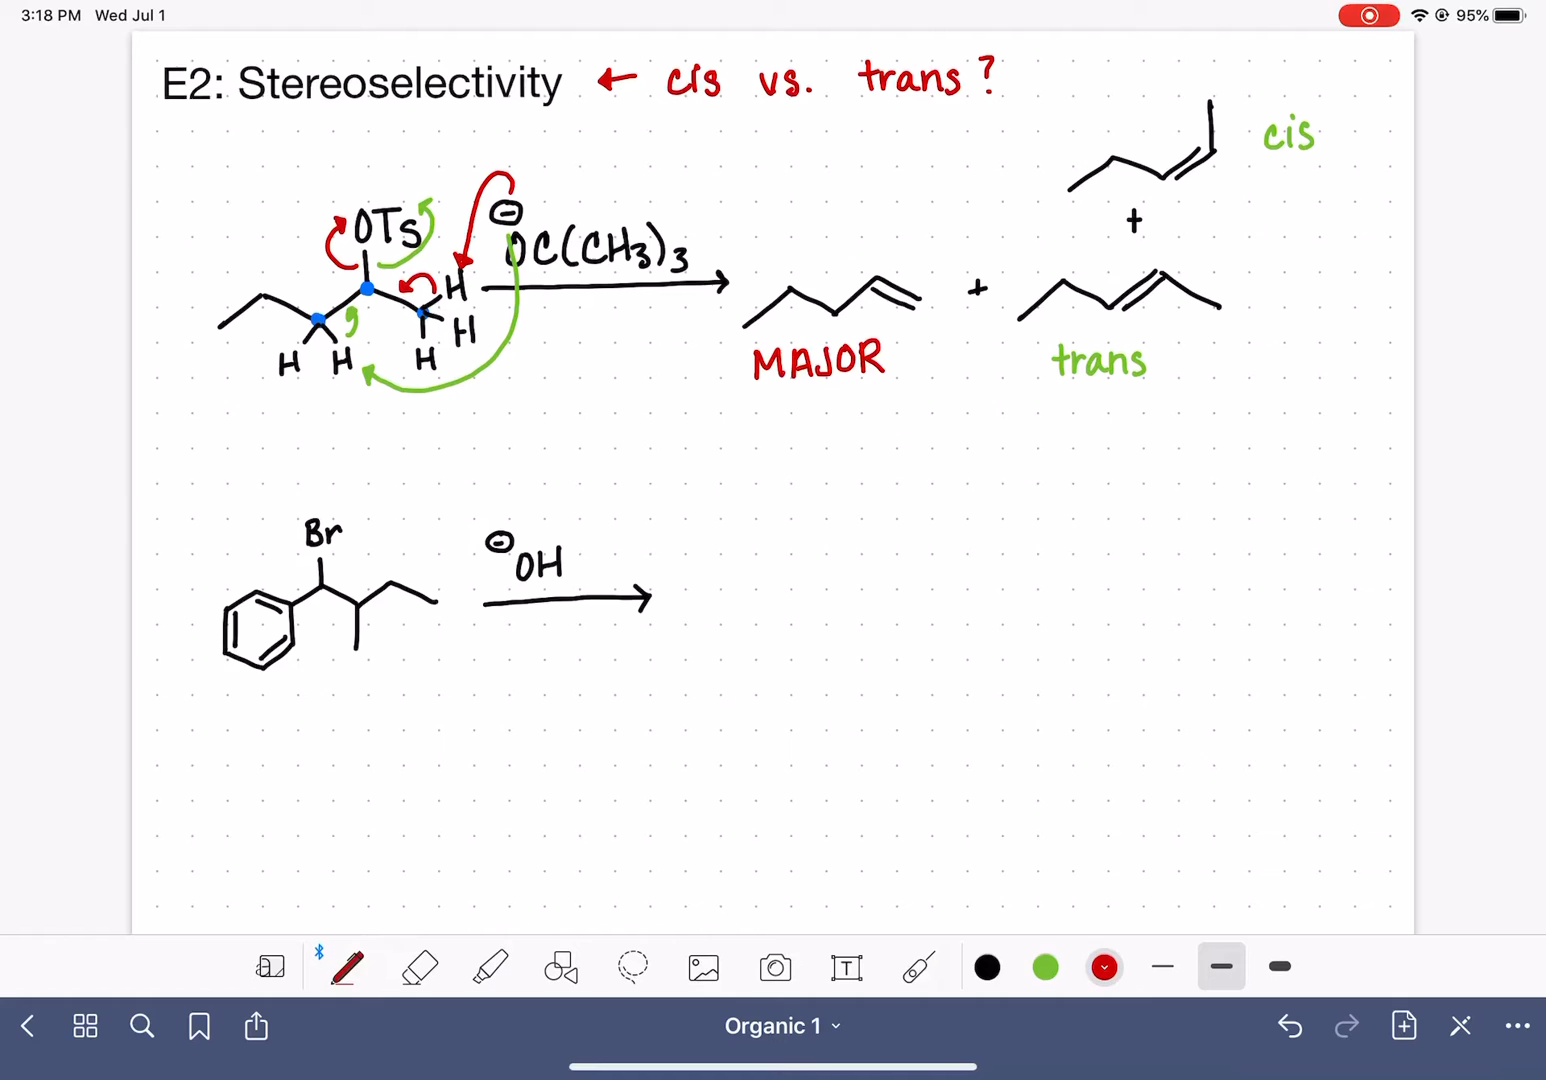 3:18 PM Wed Jul 1
95%
E2: Stereoselectivity ← cis vs. trans?
cis
+
OTs
⊖
OC(CH3)3
H
H
H H H
+
MAJOR
trans
Br
⊖
OH
T
Organic 1